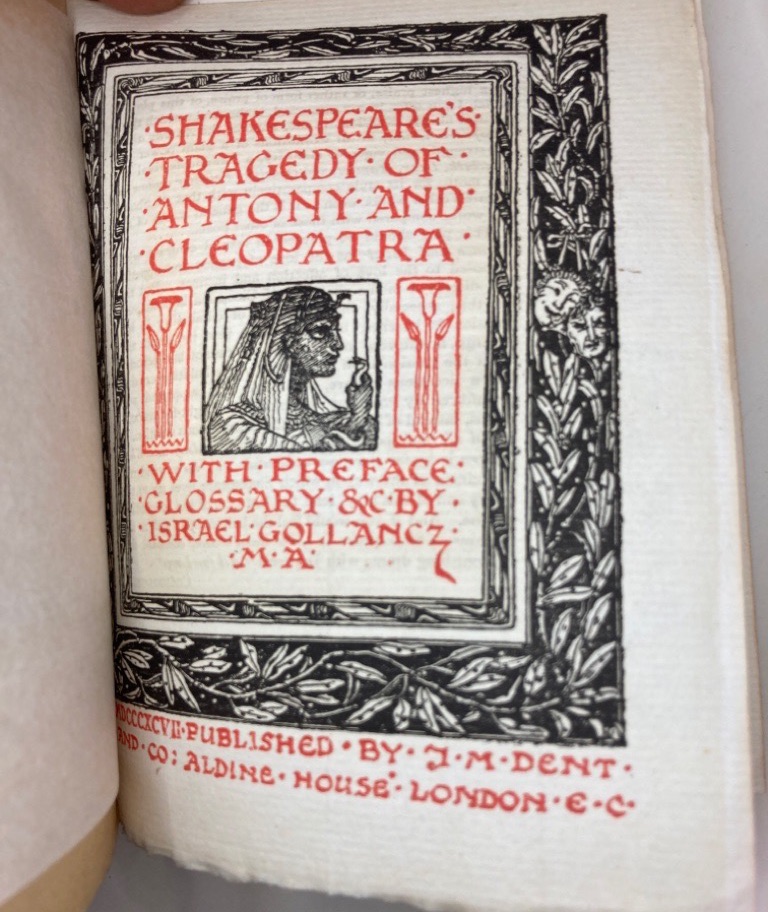 ·SHAKESPEARE'S·
·TRAGEDY· OF·
·ANTONY· AND·
·CLEOPATRA·
·WITH· PREFACE·
·GLOSSARY· &C· BY·
·ISRAEL· GOLLANCZ·
·M·A·
MDCCCXCVII·PUBLISHED·BY·J·M·DENT·
AND·CO: ALDINE·HOUSE·LONDON·E·C·